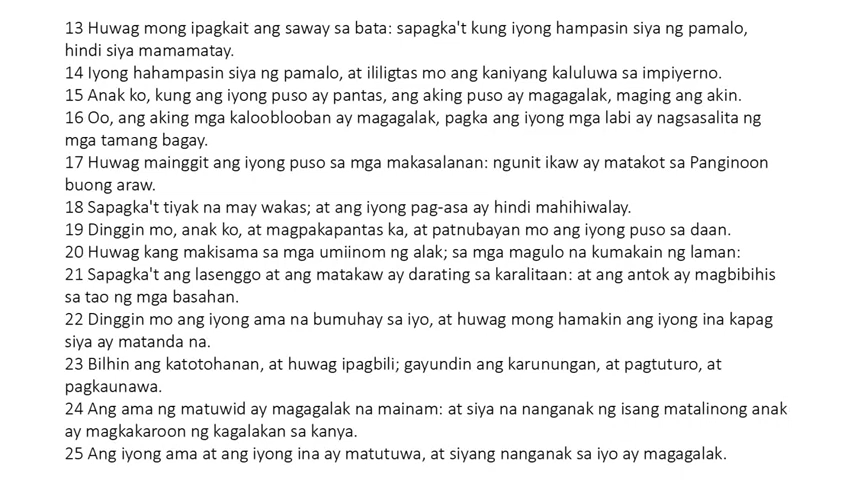 13 Huwag mong ipagkait ang saway sa bata: sapagka't kung iyong hampasin siya ng pamalo,
hindi siya mamamatay.
14 Iyong hahampasin siya ng pamalo, at ililigtas mo ang kaniyang kaluluwa sa impiyerno.
15 Anak ko, kung ang iyong puso ay pantas, ang aking puso ay magagalak, maging ang akin.
16 Oo, ang aking mga kalooblooban ay magagalak, pagka ang iyong mga labi ay nagsasalita ng
mga tamang bagay.
17 Huwag mainggit ang iyong puso sa mga makasalanan: ngunit ikaw ay matakot sa Panginoon
buong araw.
18 Sapagka't tiyak na may wakas; at ang iyong pag-asa ay hindi mahihiwalay.
19 Dinggin mo, anak ko, at magpakapantas ka, at patnubayan mo ang iyong puso sa daan.
20 Huwag kang makisama sa mga umiinom ng alak; sa mga magulo na kumakain ng laman:
21 Sapagka't ang lasenggo at ang matakaw ay darating sa karalitaan: at ang antok ay magbibihis
sa tao ng mga basahan.
22 Dinggin mo ang iyong ama na bumuhay sa iyo, at huwag mong hamakin ang iyong ina kapag
siya ay matanda na.
23 Bilhin ang katotohanan, at huwag ipagbili; gayundin ang karunungan, at pagtuturo, at
pagkaunawa.
24 Ang ama ng matuwid ay magagalak na mainam: at siya na nanganak ng isang matalinong anak
ay magkakaroon ng kagalakan sa kanya.
25 Ang iyong ama at ang iyong ina ay matutuwa, at siyang nanganak sa iyo ay magagalak.